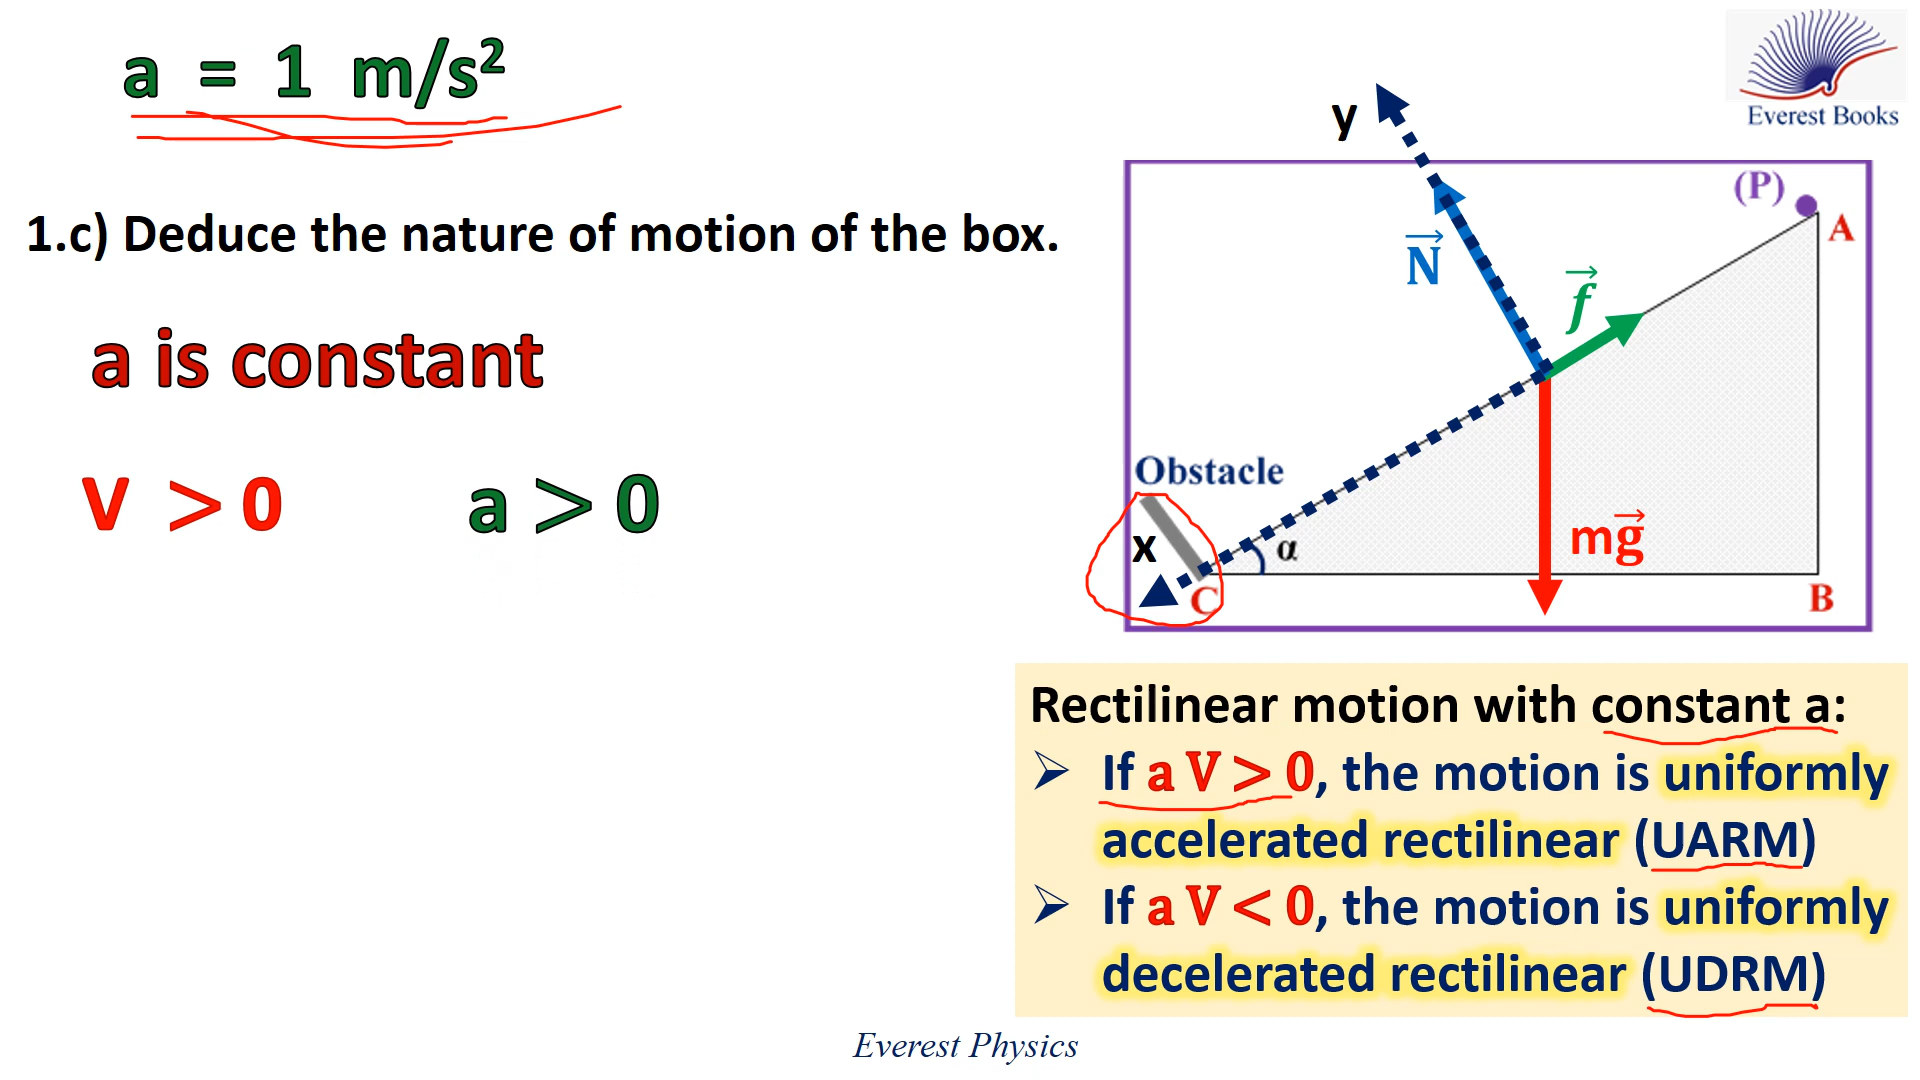 a = 1 m/s²
Everest Books
1.c) Deduce the nature of motion of the box.
a is constant
V > 0
a > 0
y
(P)
A
N⃗
f⃗
Obstacle
x
α
mg⃗
C
B
Rectilinear motion with constant a:
➢ If a V > 0, the motion is uniformly
accelerated rectilinear (UARM)
➢ If a V < 0, the motion is uniformly
decelerated rectilinear (UDRM)
Everest Physics